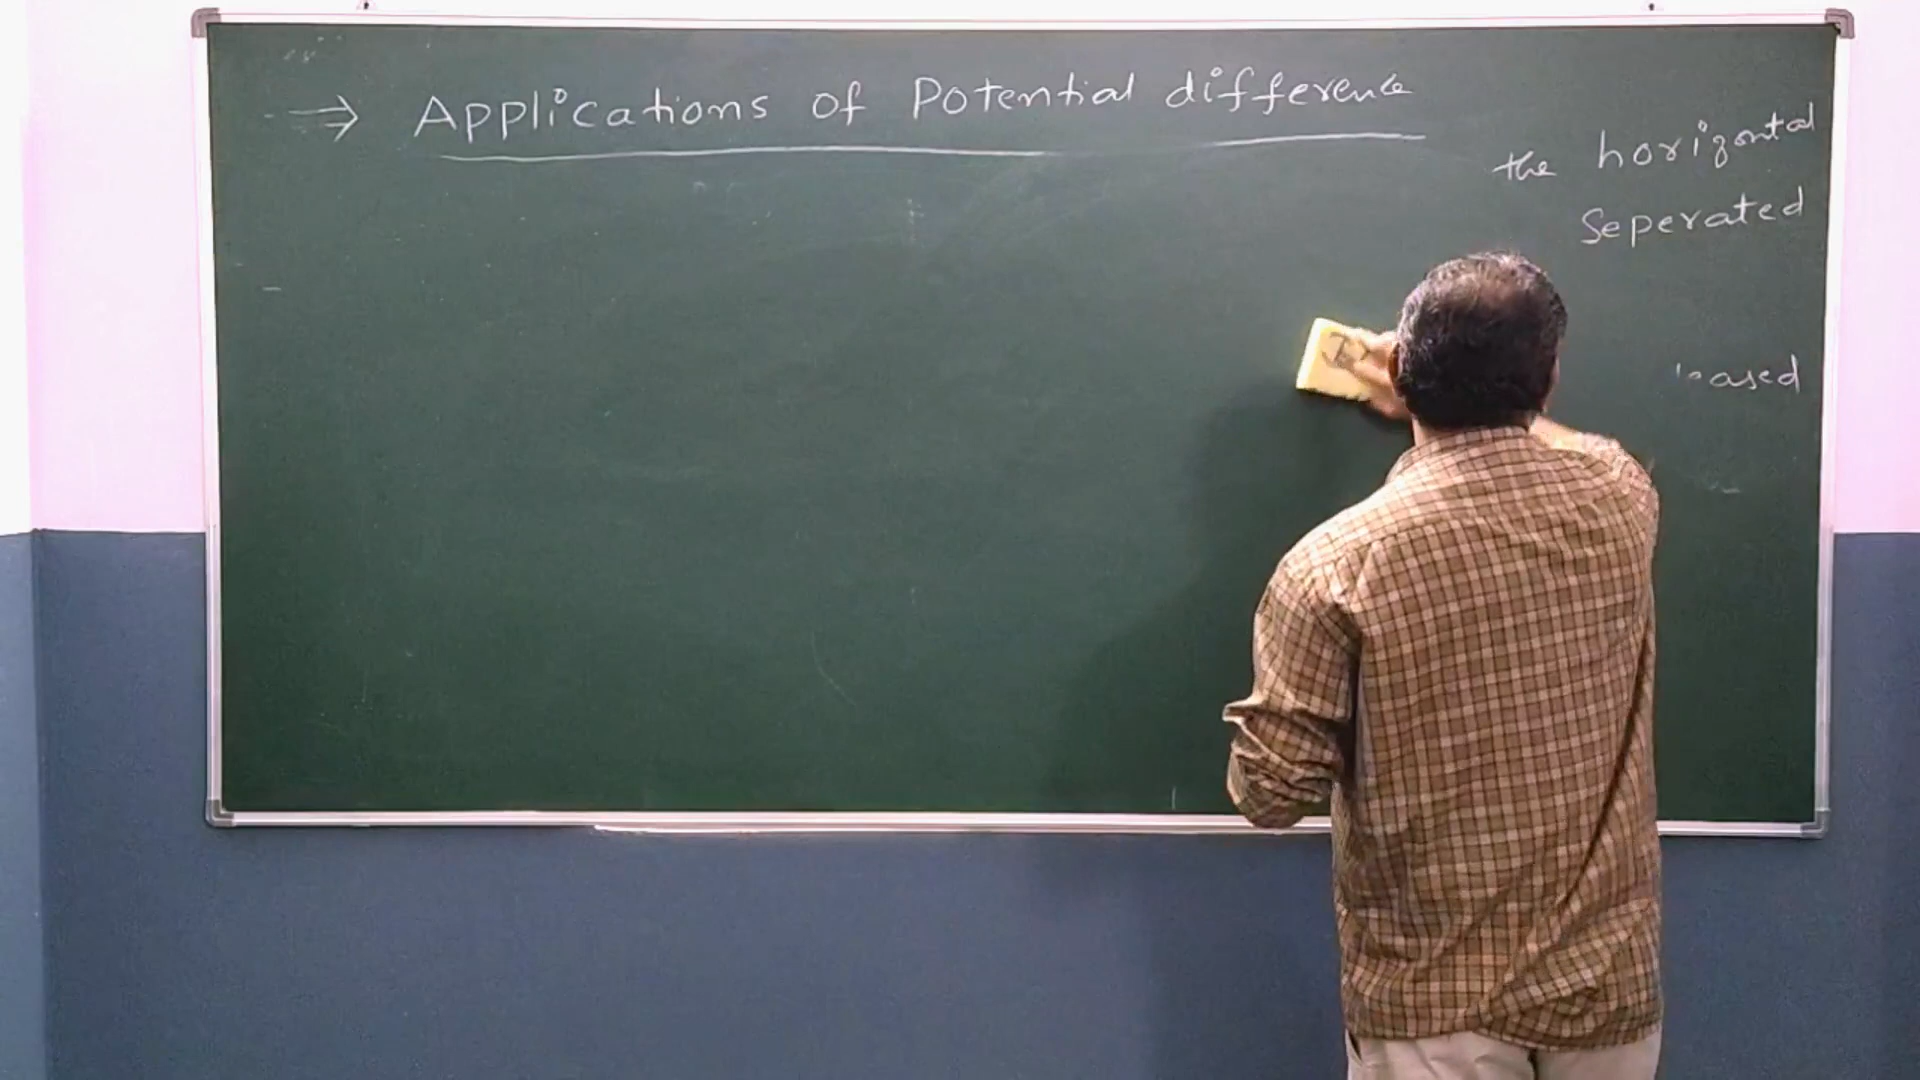 ⇒ Applications of Potential difference
the horizontal
Seperated
eased